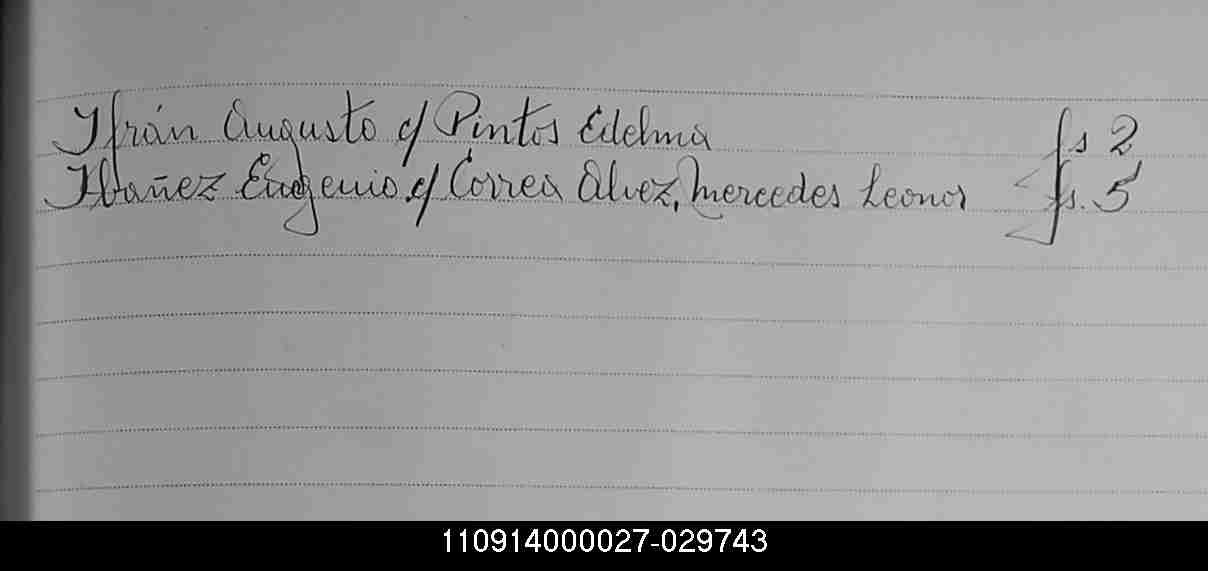 Ifrán Augusto c/ Pintos Edelma fs 2
Ibañez Eugenio c/ Correa Alvez, Mercedes Leonor fs. 5
110914000027-029743